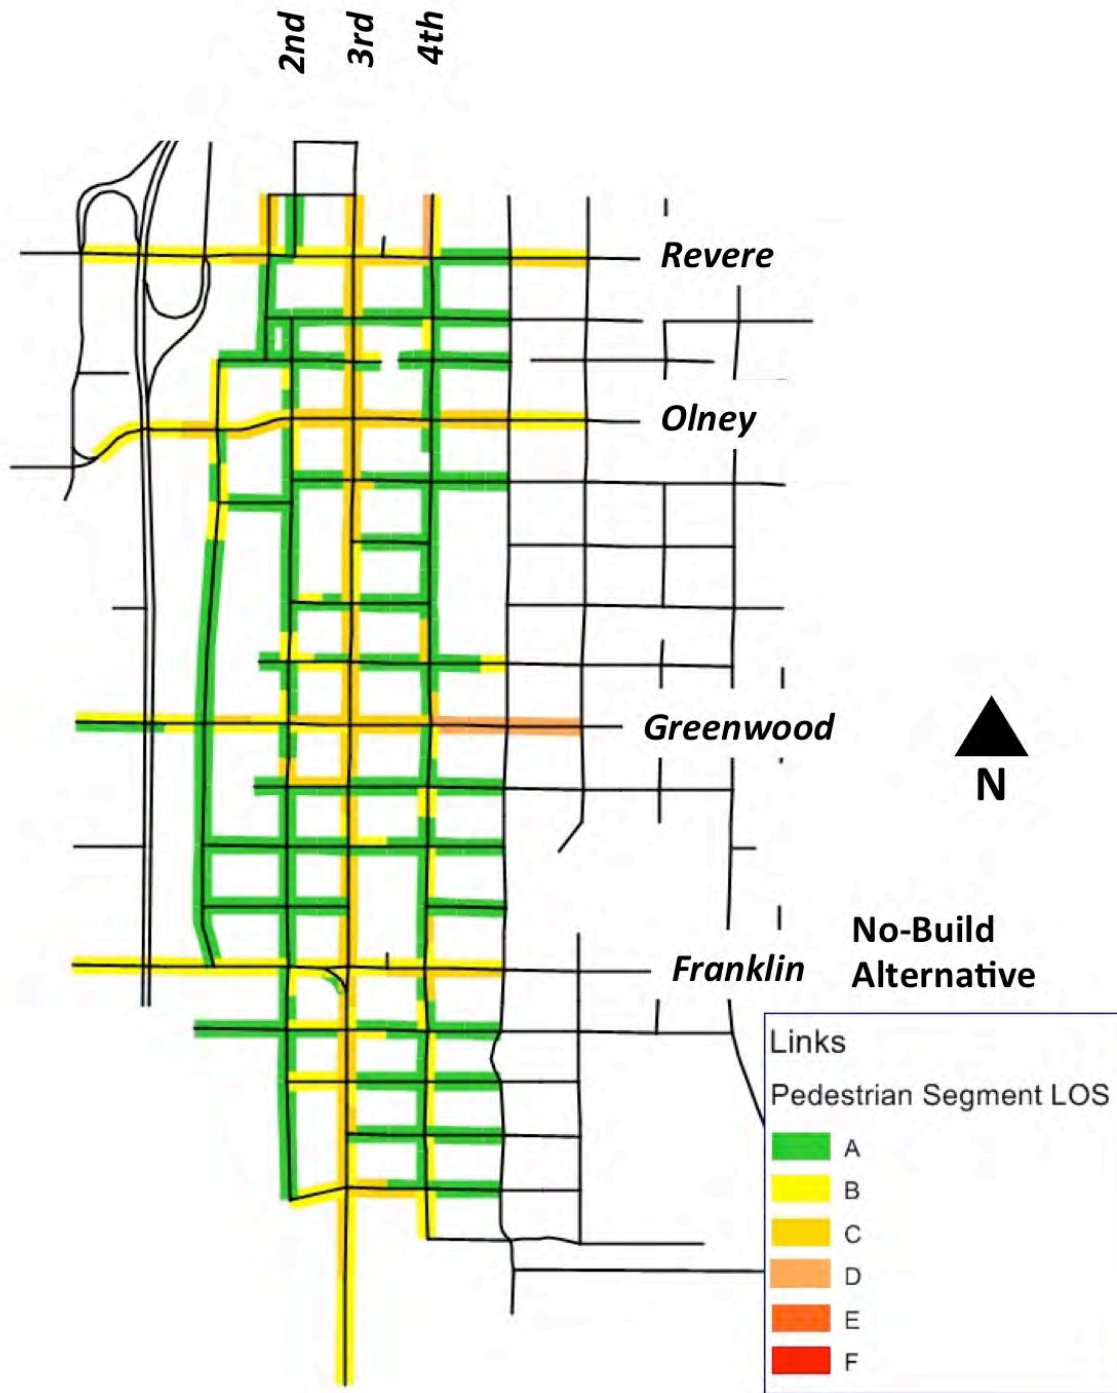 2nd
3rd
4th
Revere
Olney
Greenwood
N
Franklin
No-Build
Alternative
Links
Pedestrian Segment LOS
A
B
C
D
E
F